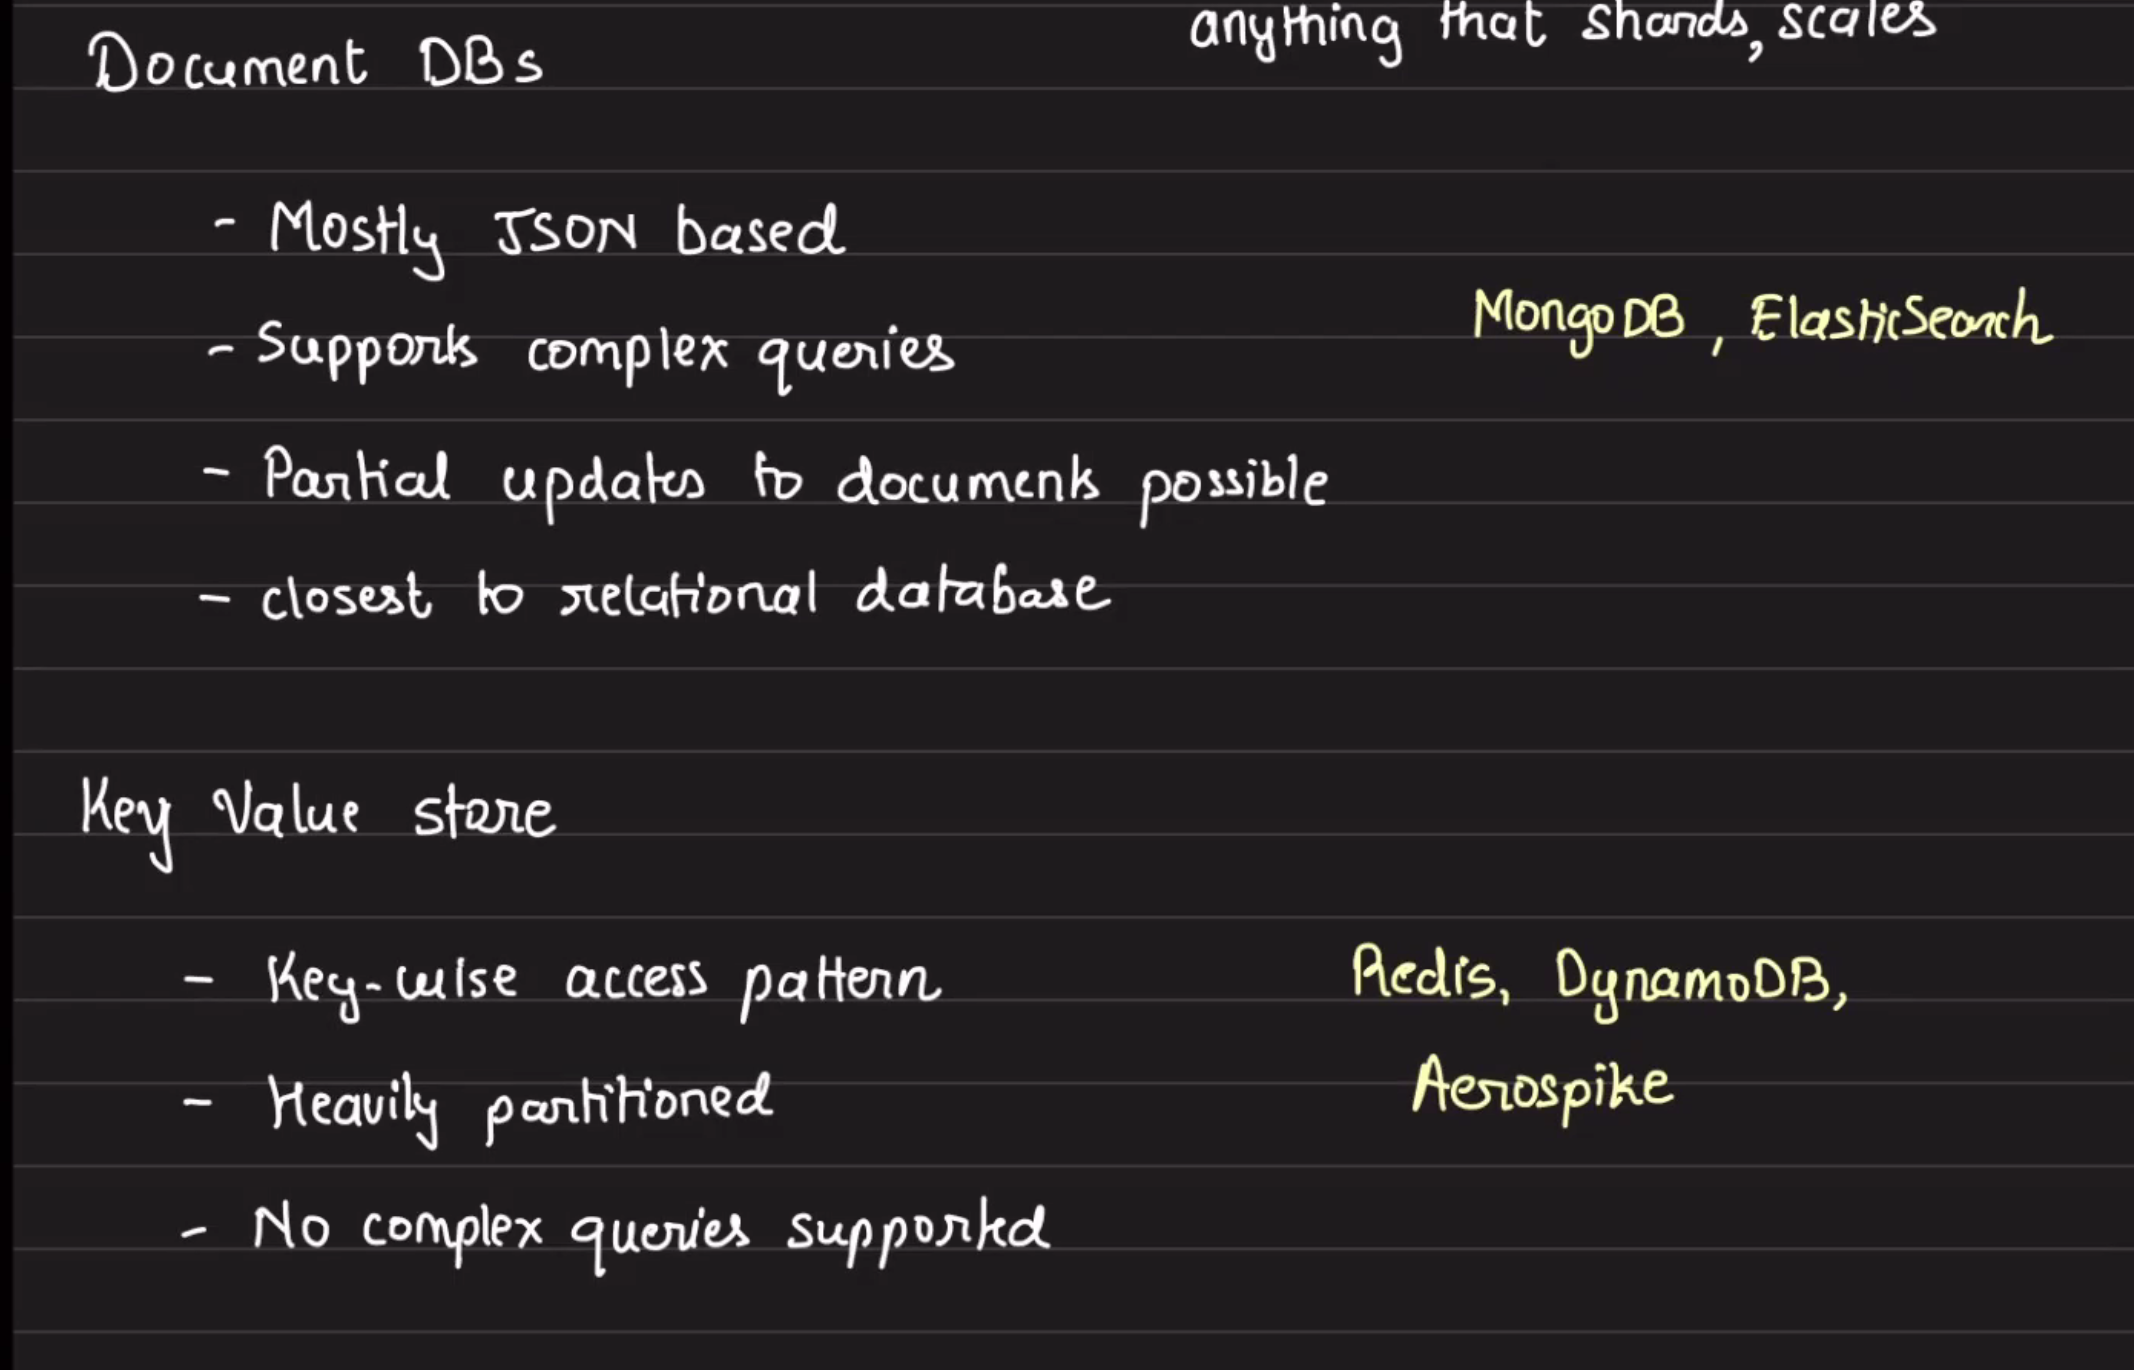 anything that shards, scales
Document DBs
- Mostly JSON based
MongoDB, ElasticSearch
- Supports complex queries
- Partial updates to documents possible
- closest to relational database
Key Value store
- Key-wise access pattern
Redis, DynamoDB,
Aerospike
- Heavily partitioned
- No complex queries supported